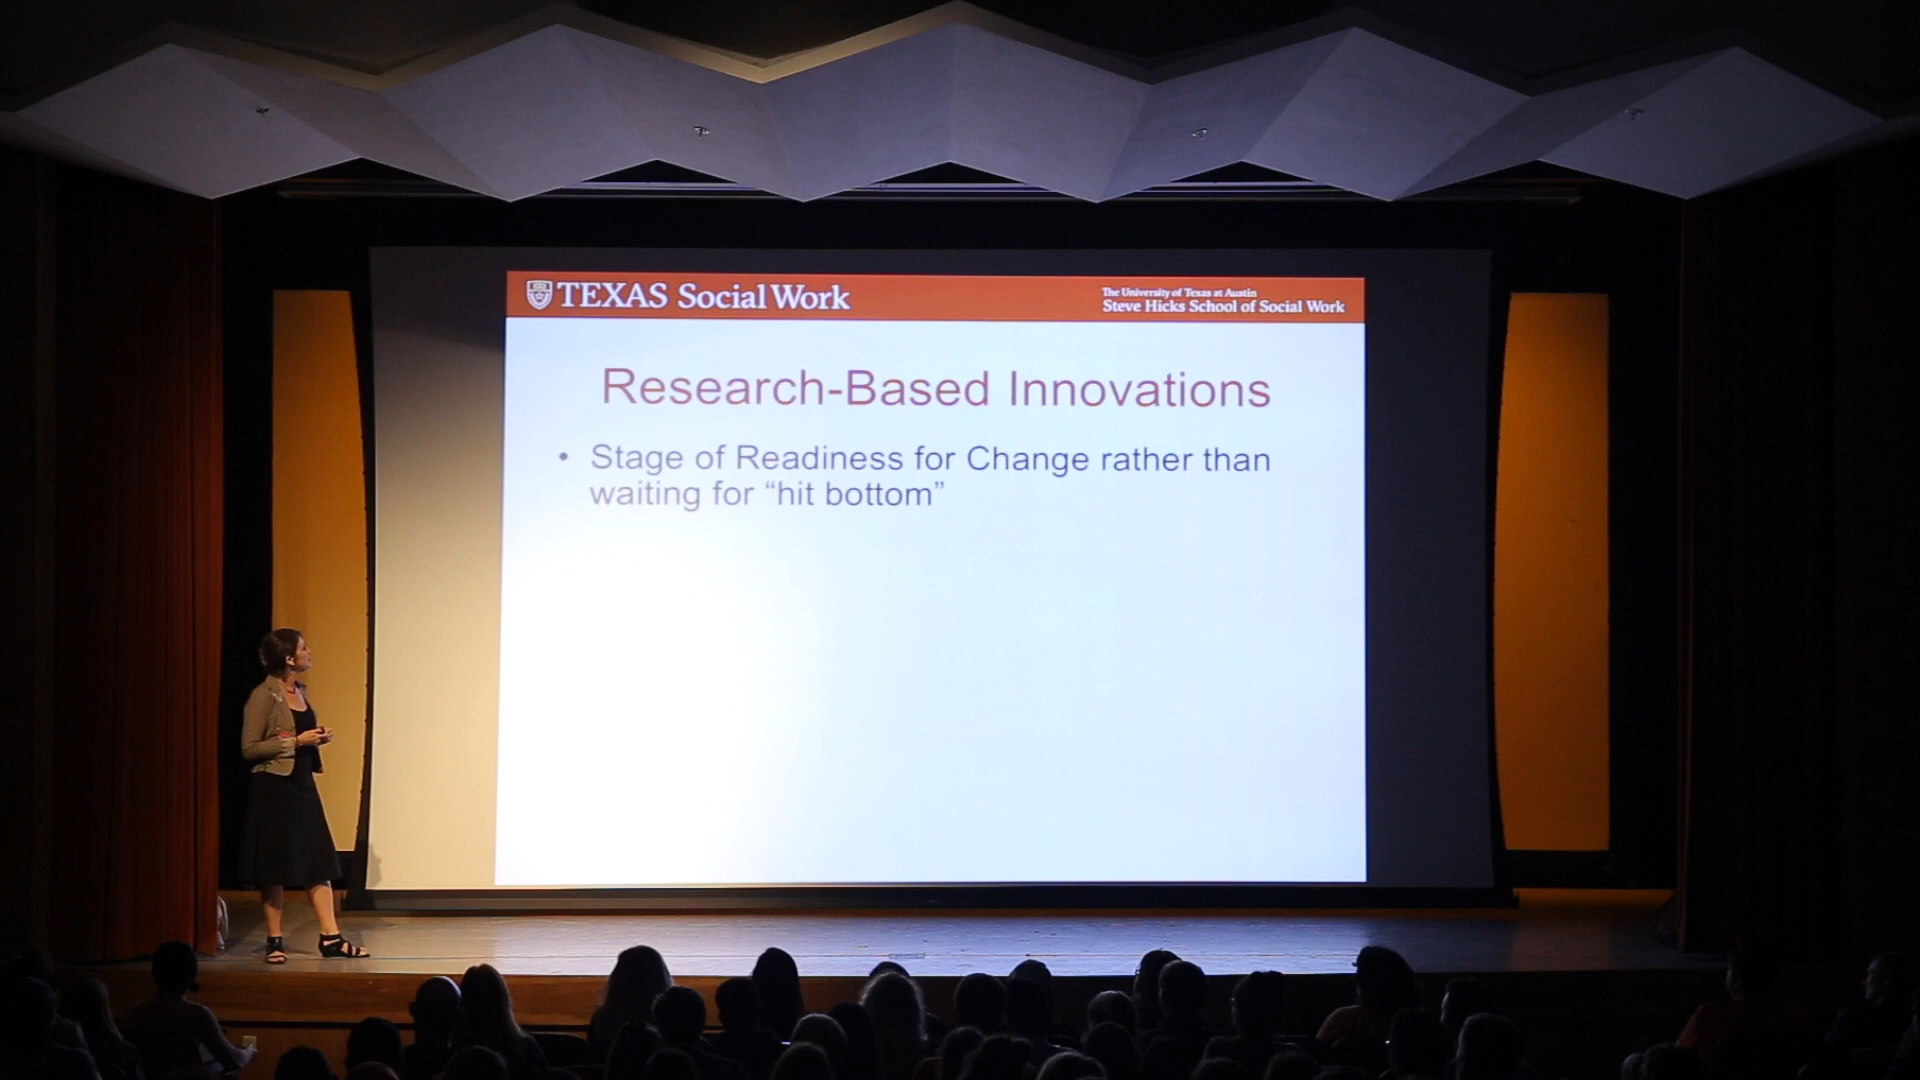 TEXAS Social Work
The University of Texas at Austin
Steve Hicks School of Social Work
Research-Based Innovations
• Stage of Readiness for Change rather than
waiting for “hit bottom”